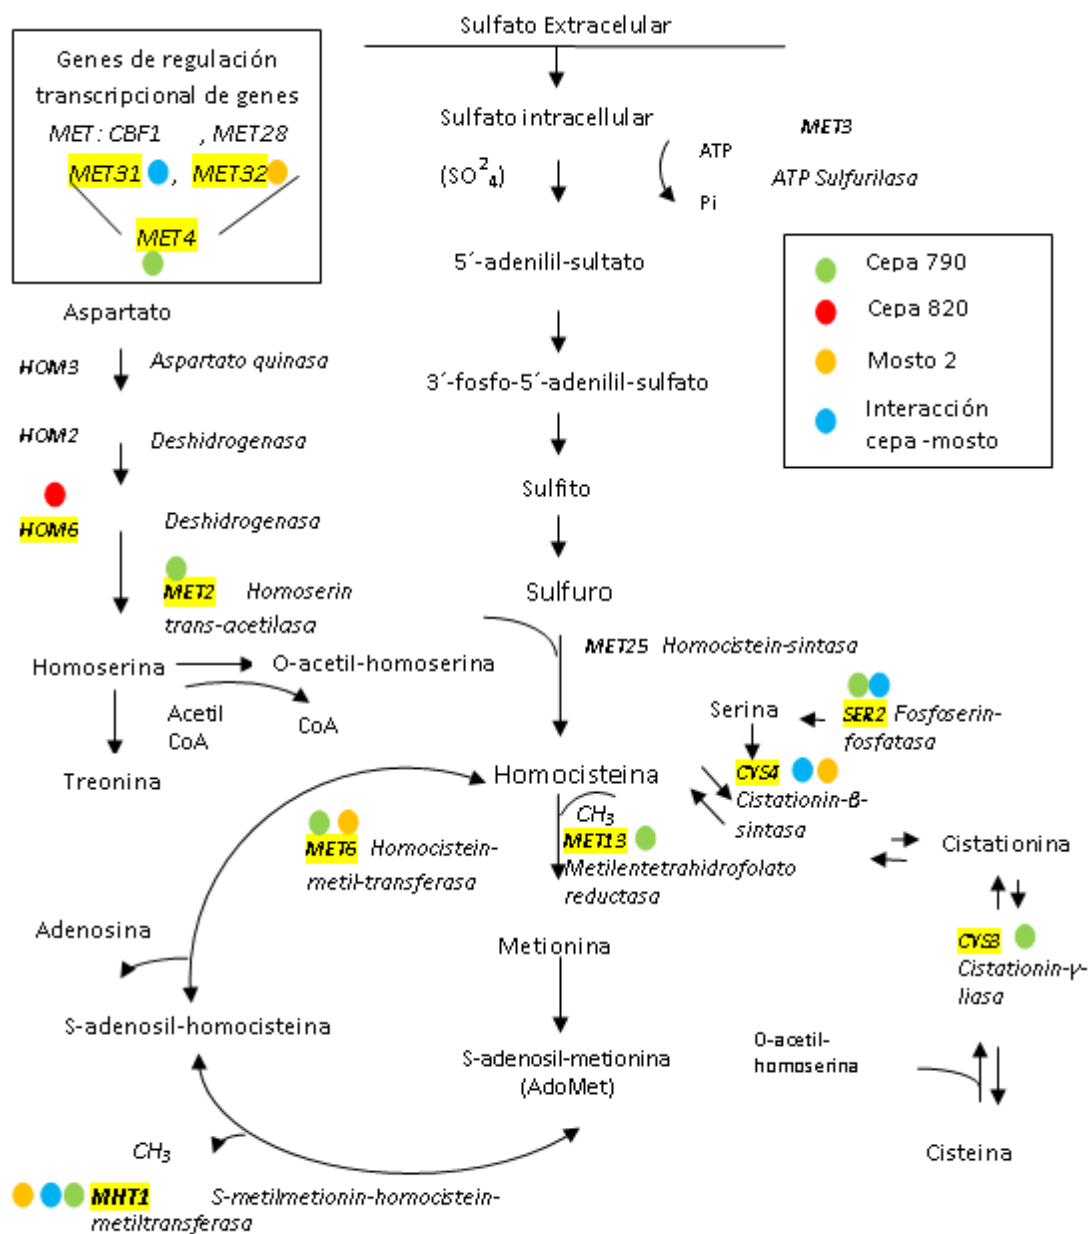 Sulfato Extracelular
Genes de regulación
transcripcional de genes
MET: CBF1 , MET28
MET31 , MET32
MET4
Sulfato intracellular
(SO²₄)
ATP
Pi
MET3
ATP Sulfurilasa
5´-adenilil-sultato
Cepa 790
Cepa 820
Mosto 2
Interacción
cepa -mosto
Aspartato
HOM3 Aspartato quinasa
3´-fosfo-5´-adenilil-sulfato
HOM2 Deshidrogenasa
Sulfito
HOM6 Deshidrogenasa
MET2 Homoserin
trans-acetilasa
Sulfuro
MET25 Homocistein-sintasa
Homoserina
O-acetil-homoserina
Acetil
CoA
CoA
Treonina
Serina
SER2 Fosfoserin-
fosfatasa
Homocisteina
CYS4
Cistationin-β-
sintasa
CH₃
MET13
Metilentetrahidrofolato
reductasa
MET6 Homocistein-
metil-transferasa
Cistationina
Adenosina
Metionina
CYS3
Cistationin-γ-
liasa
S-adenosil-homocisteina
S-adenosil-metionina
(AdoMet)
O-acetil-
homoserina
CH₃
Cisteina
MHT1 S-metilmetionin-homocistein-
metiltransferasa